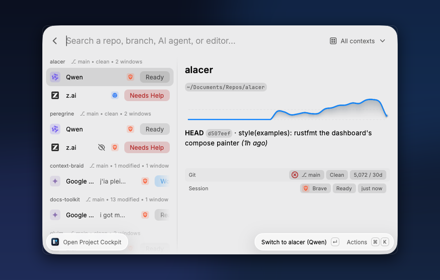 Search a repo, branch, AI agent, or editor...
All contexts
alacer main • clean • 2 windows
Qwen Ready
z.ai Needs Help
peregrine main • clean • 2 windows
Qwen Ready
z.ai Needs Help
context-braid main • 1 modified • 1 window
Google ... j'ia plei...
docs-toolkit main • 13 modified • 1 window
Google ... i got m...
Open Project Cockpit
alacer
~/Documents/Repos/alacer
HEAD · style(examples): rustfmt the dashboard's
compose painter (1h ago)
Git main Clean 5,072 / 30d
Session Brave Ready just now
Switch to alacer (Qwen) ↵ Actions ⌘ K